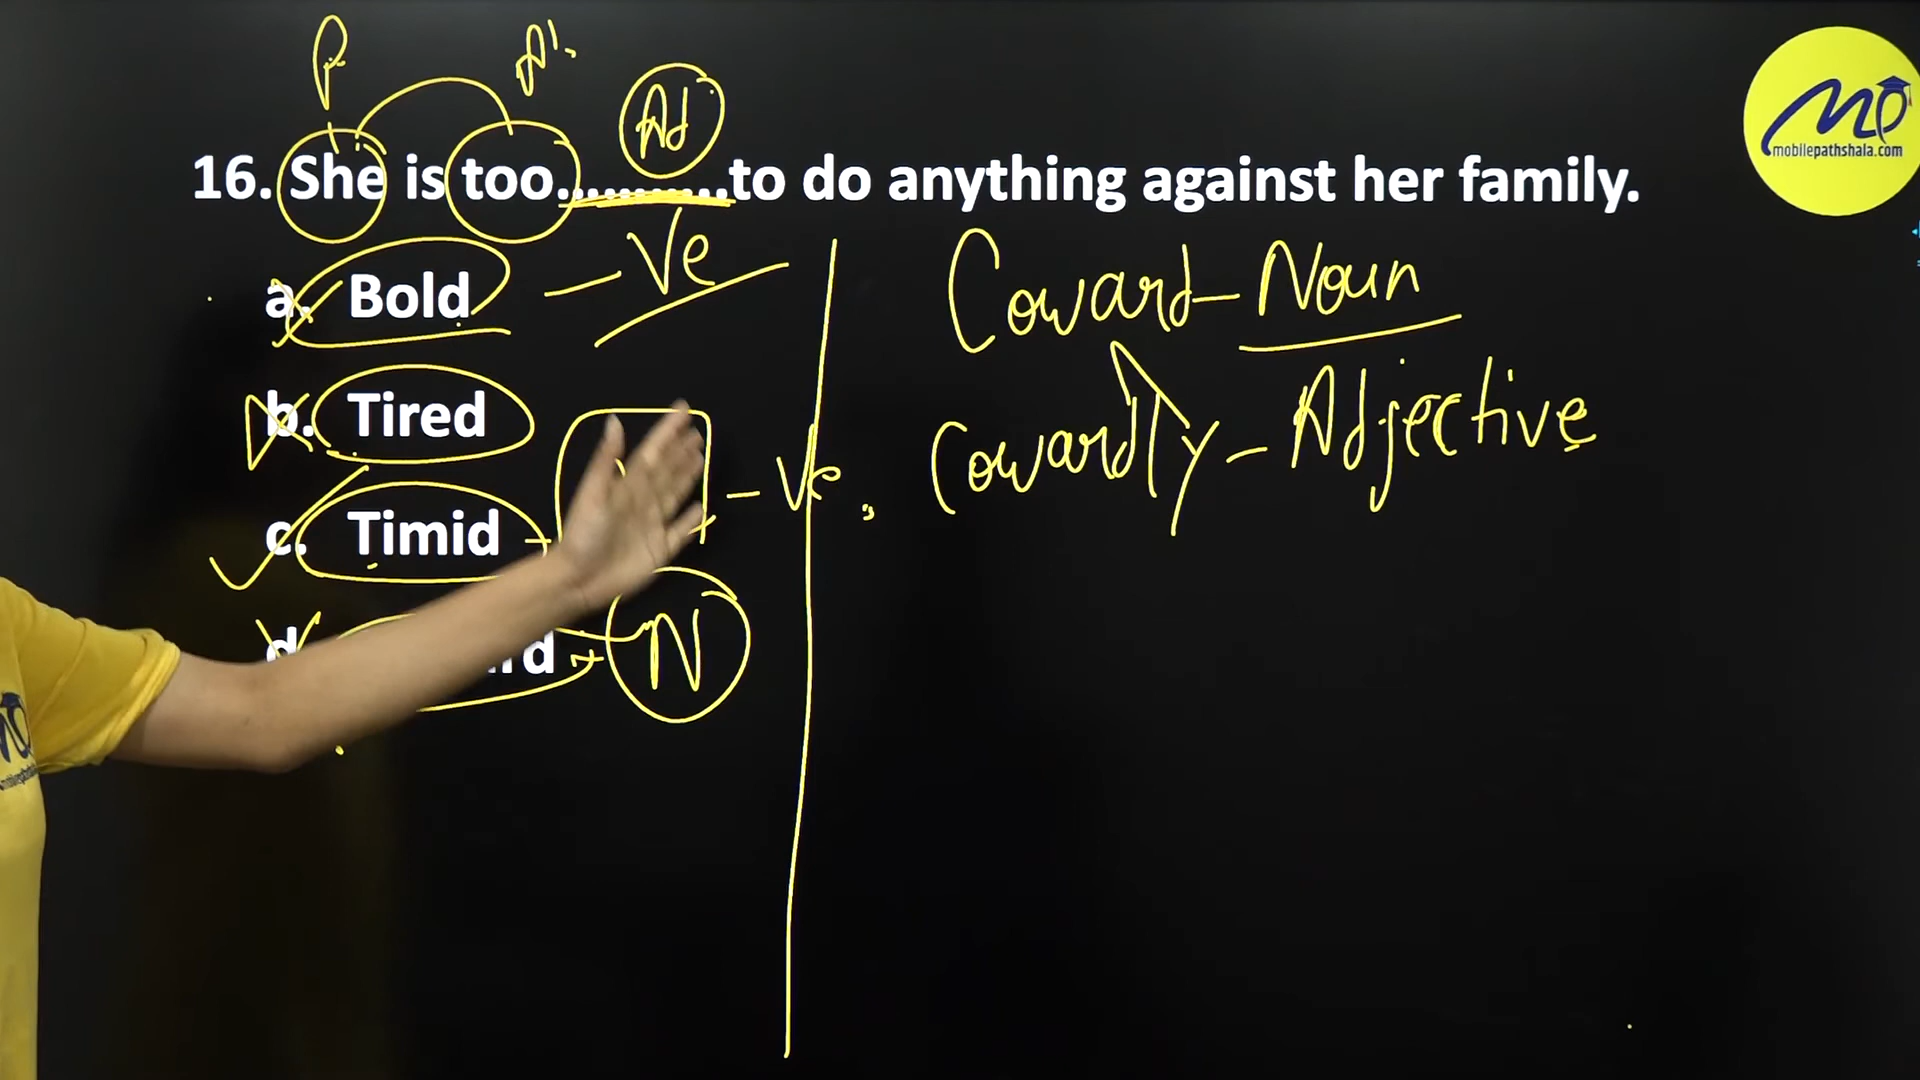 16. She is too...........to do anything against her family.
Ad
a. Bold
- Ve
b. Tired
c. Timid
- Ve
d.
N
Coward - Noun
Cowardly - Adjective
MP
mobilepathshala.com